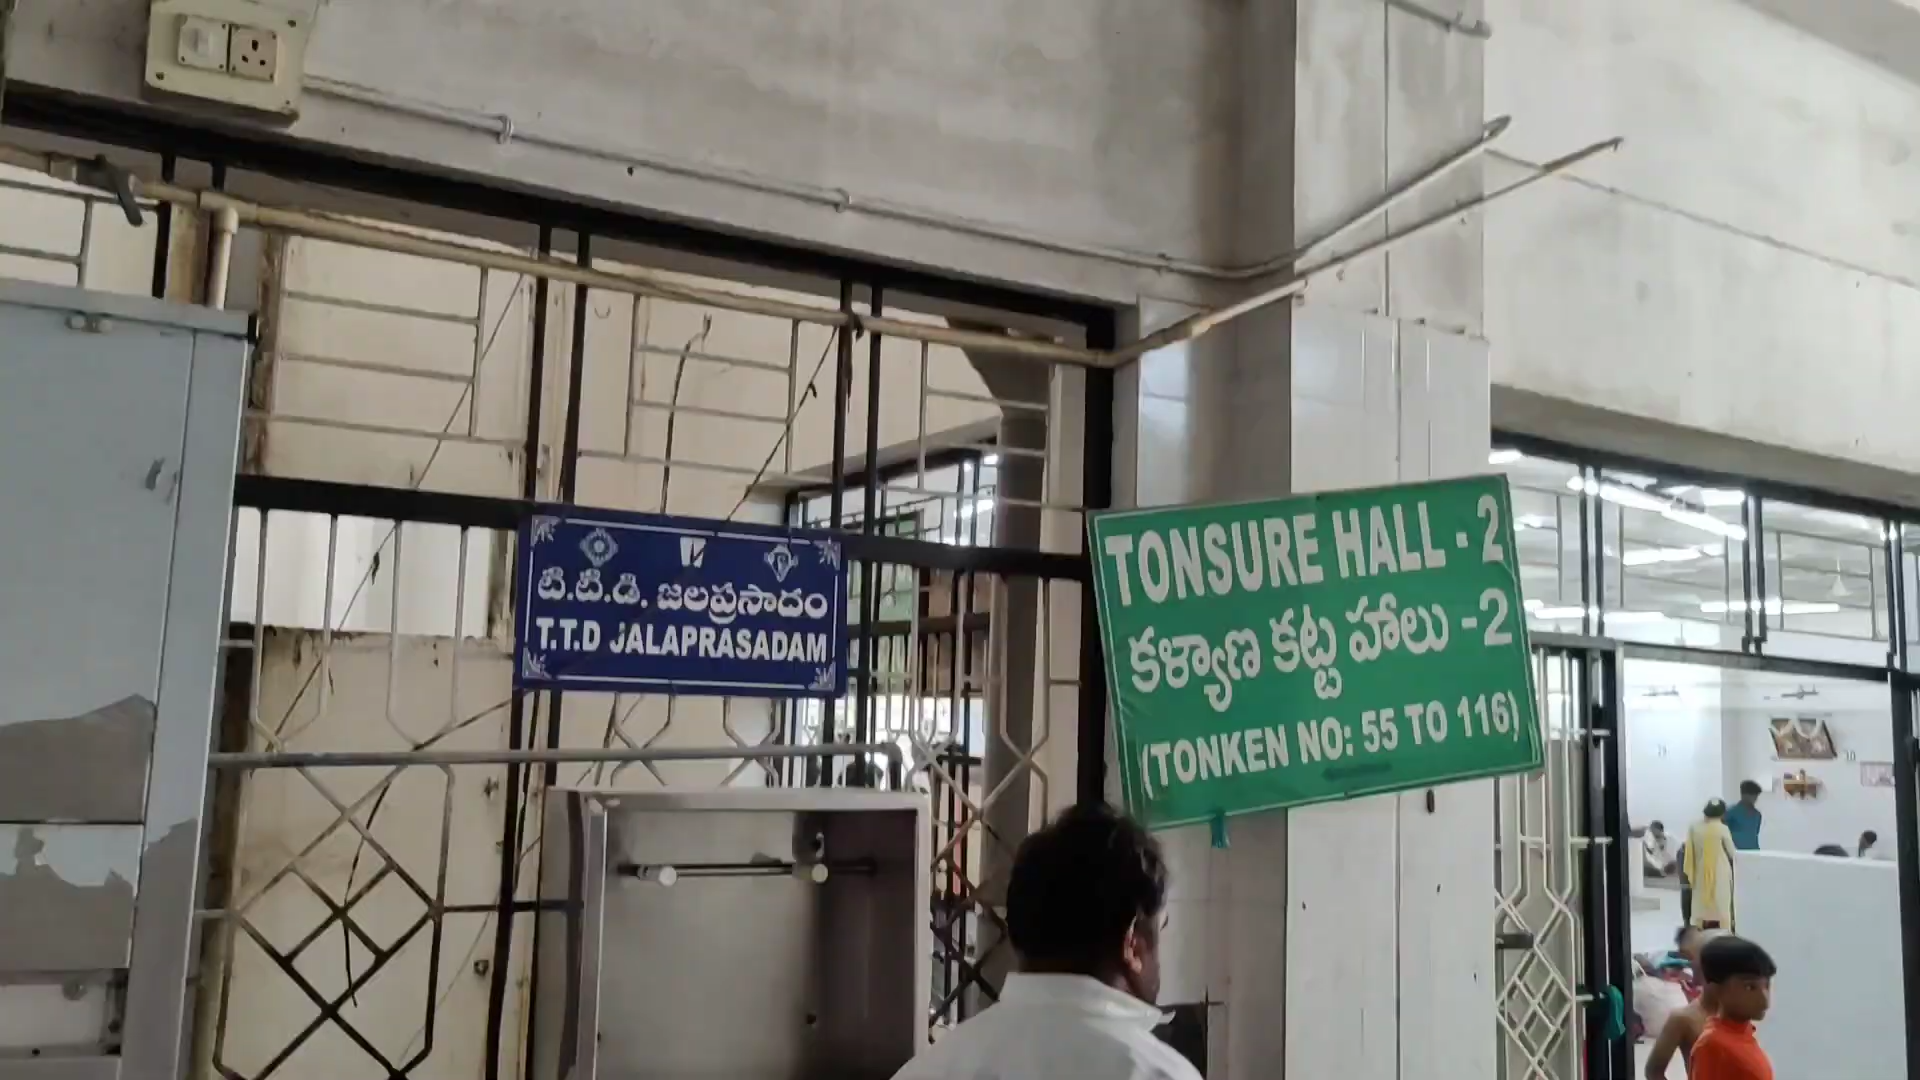 టి.టి.డి. జలప్రసాదం
T.T.D JALAPRASADAM
TONSURE HALL - 2
కళ్యాణ కట్ట హాలు - 2
(TONKEN NO: 55 TO 116)